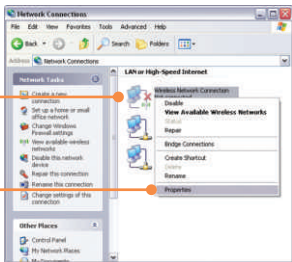 Network Connections
File Edit View Favorites Tools Advanced Help
Back Search Folders
Address Network Connections
Network Tasks
Create a new connection
Set up a home or small office network
Change Windows Firewall settings
View available wireless networks
Disable this network device
Repair this connection
Rename this connection
Change settings of this connection
Other Places
Control Panel
My Network Places
My Documents
LAN or High-Speed Internet
Wireless Network Connection
Disable
View Available Wireless Networks
Status
Repair
Bridge Connections
Create Shortcut
Delete
Rename
Properties